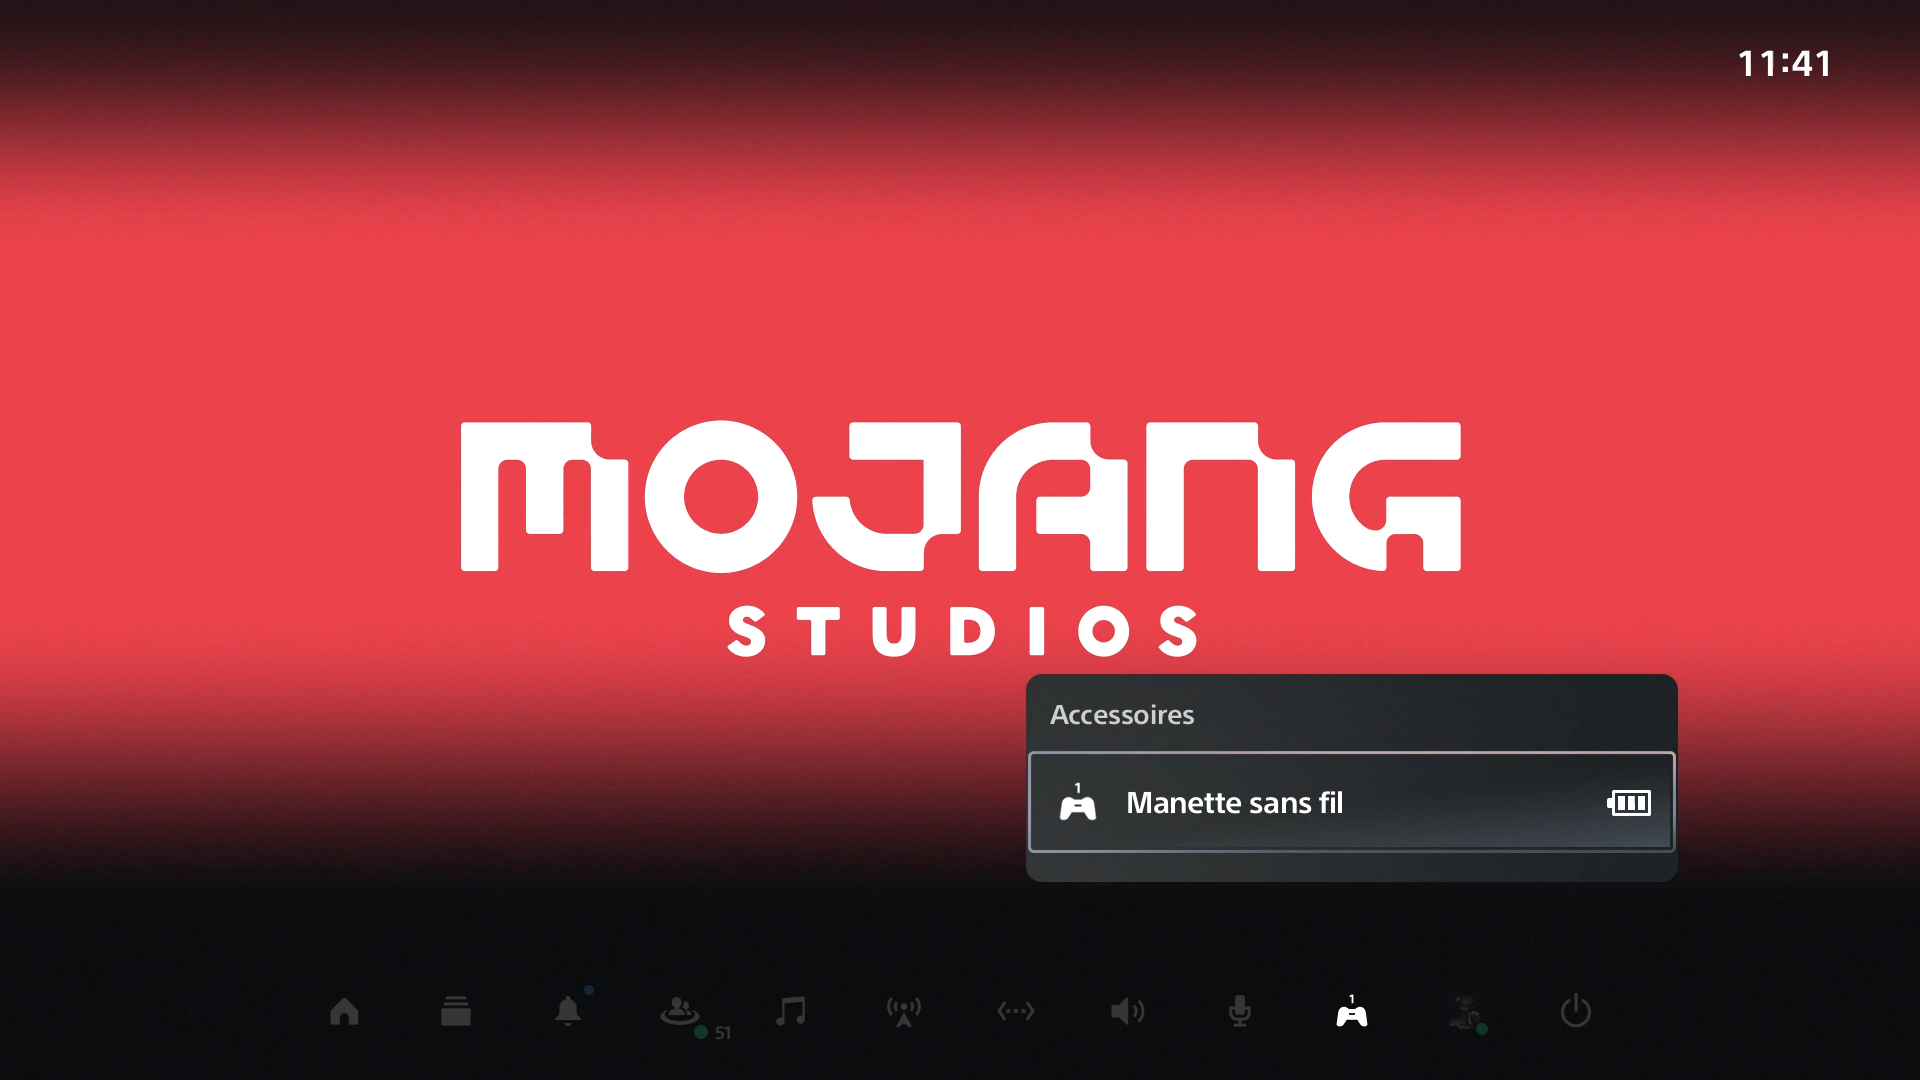 11:41
MOJANG
STUDIOS
Accessoires
1
Manette sans fil
51
1